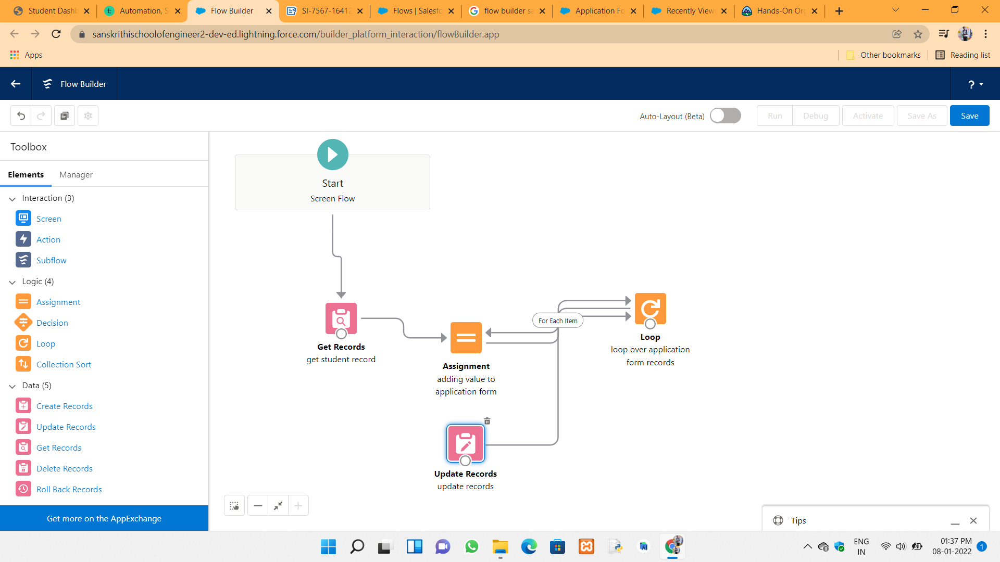 Student Dashb
Automation, S
Flow Builder
SI-7567-16412
Flows | Salesfo
flow builder sa
Application Fo
Recently View
Hands-On Org
sanskrithischoolofengineer2-dev-ed.lightning.force.com/builder_platform_interaction/flowBuilder.app
Apps
Other bookmarks
Reading list
Flow Builder
?
Auto-Layout (Beta)
Run
Debug
Activate
Save As
Save
Toolbox
Elements
Manager
Interaction (3)
Screen
Action
Subflow
Logic (4)
Assignment
Decision
Loop
Collection Sort
Data (5)
Create Records
Update Records
Get Records
Delete Records
Roll Back Records
Get more on the AppExchange
Start
Screen Flow
Get Records
get student record
Assignment
adding value to
application form
For Each Item
Loop
loop over application
form records
Update Records
update records
Tips
ENG
IN
01:37 PM
08-01-2022
1